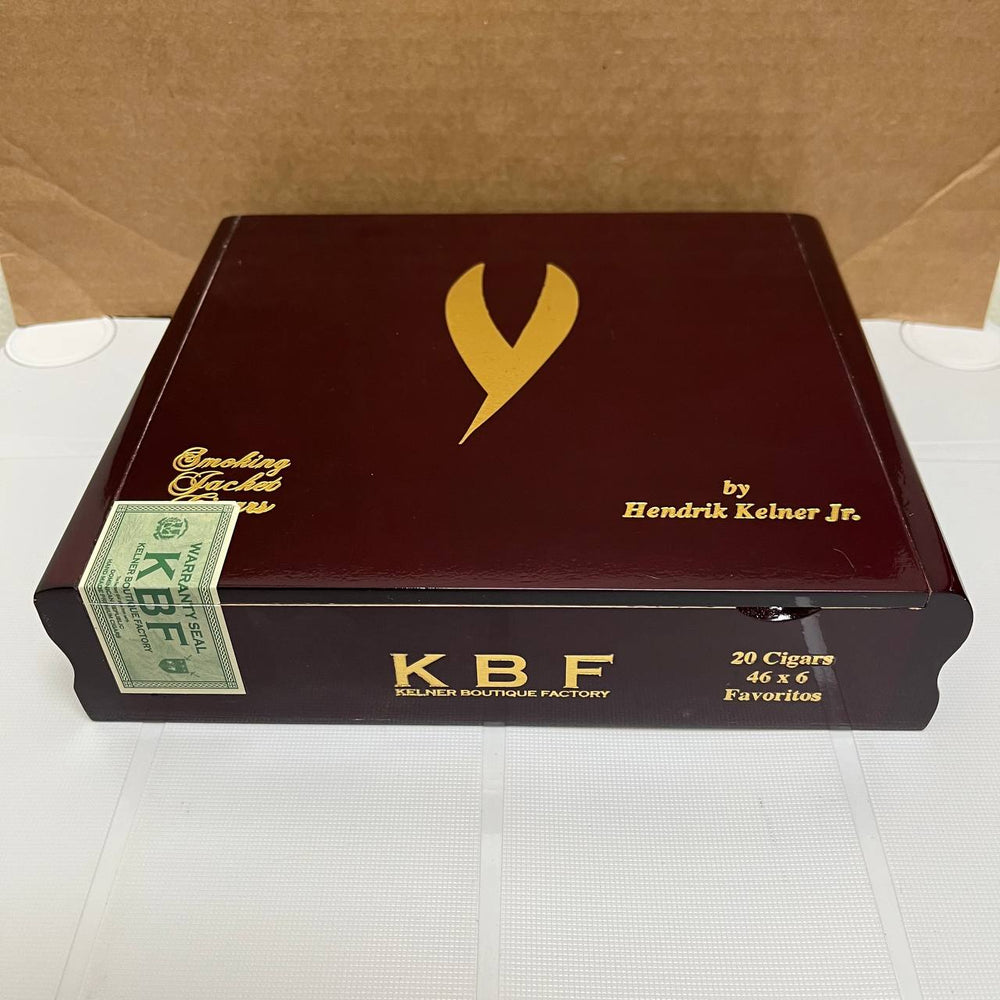 Smoking
Jacket
Cigars
by
Hendrik Kelner Jr.
WARRANTY SEAL
KBF
KELNER BOUTIQUE FACTORY
K B F
KELNER BOUTIQUE FACTORY
20 Cigars
46 x 6
Favoritos